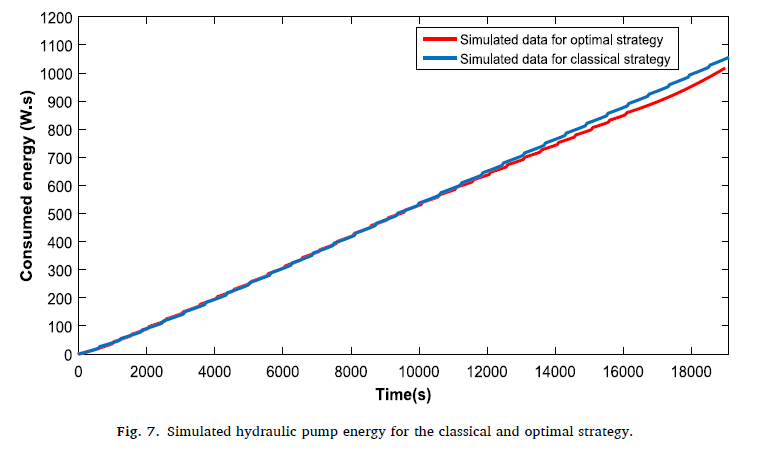 1200
1100
1000
900
800
700
600
500
400
300
200
100
0
Consumed energy (W.s)
Simulated data for optimal strategy
Simulated data for classical strategy
0 2000 4000 6000 8000 10000 12000 14000 16000 18000
Time(s)
Fig. 7. Simulated hydraulic pump energy for the classical and optimal strategy.